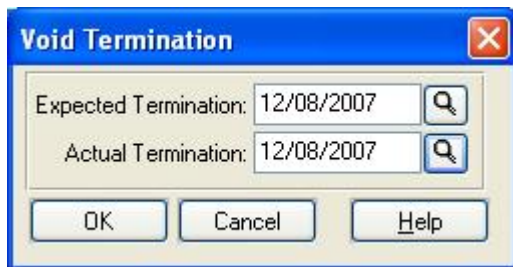 Void Termination
Expected Termination: 12/08/2007
Actual Termination: 12/08/2007
OK Cancel Help